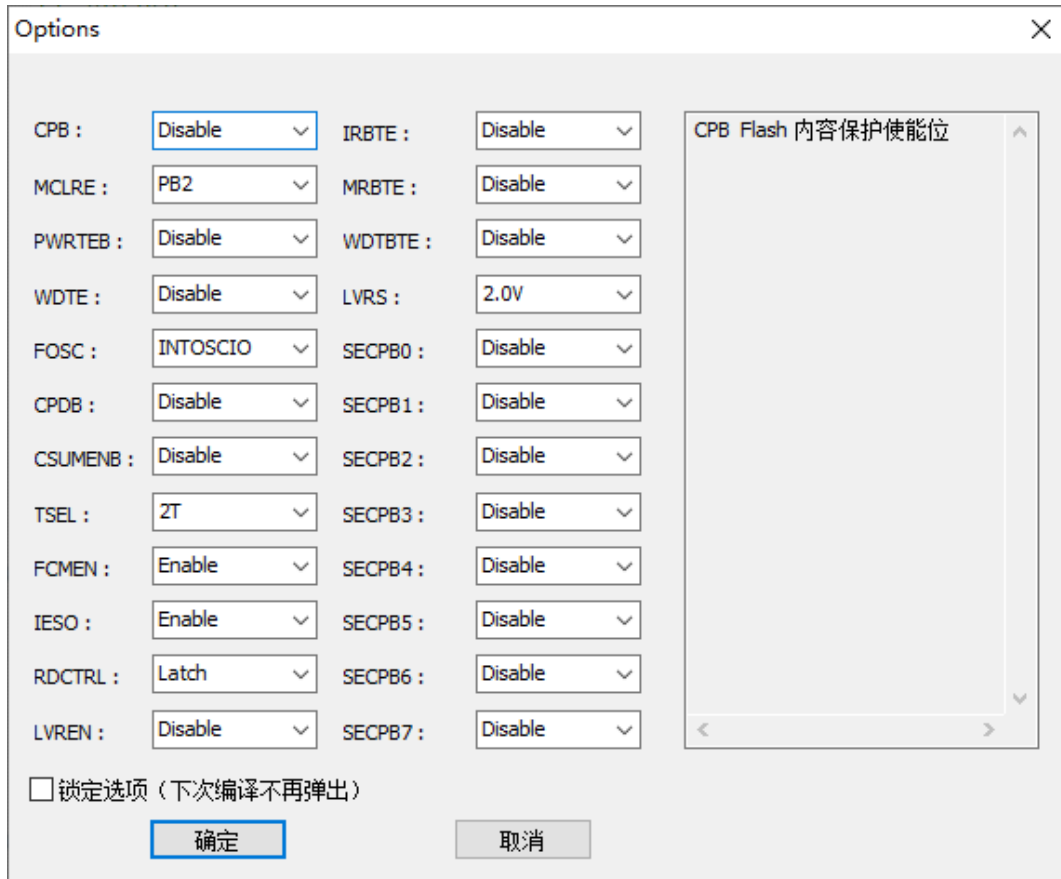 Options
CPB : Disable IRBTE : Disable CPB Flash 内容保护使能位
MCLRE : PB2 MRBTE : Disable
PWRTEB : Disable WDTBTE : Disable
WDTE : Disable LVRS : 2.0V
FOSC : INTOSCIO SECPB0 : Disable
CPDB : Disable SECPB1 : Disable
CSUMENB : Disable SECPB2 : Disable
TSEL : 2T SECPB3 : Disable
FCMEN : Enable SECPB4 : Disable
IESO : Enable SECPB5 : Disable
RDCTRL : Latch SECPB6 : Disable
LVREN : Disable SECPB7 : Disable
锁定选项（下次编译不再弹出）
确定 取消